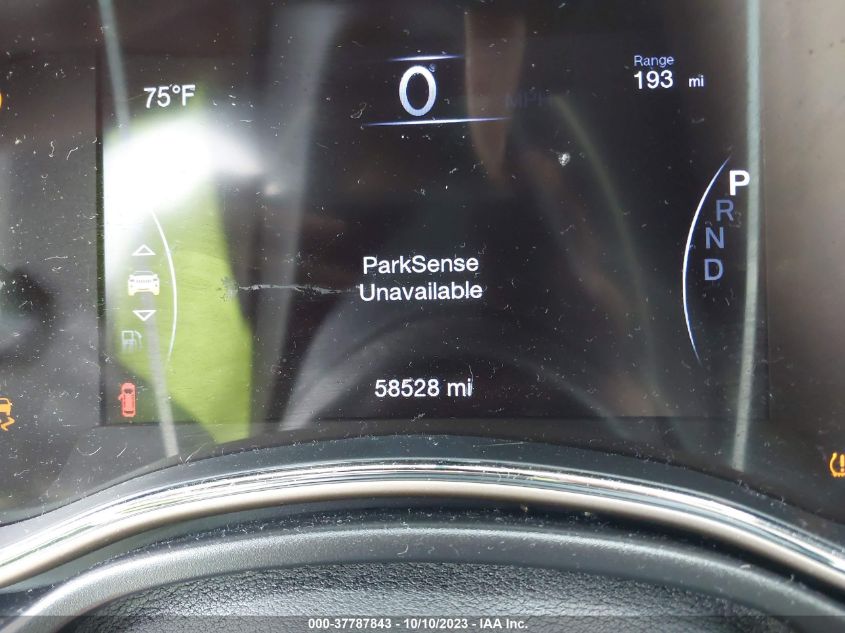 Range
193 mi
75°F
0
MPH
P
R
N
D
ParkSense
Unavailable
58528 mi
000-37787843 / 10/10/2023 - IAA Inc.